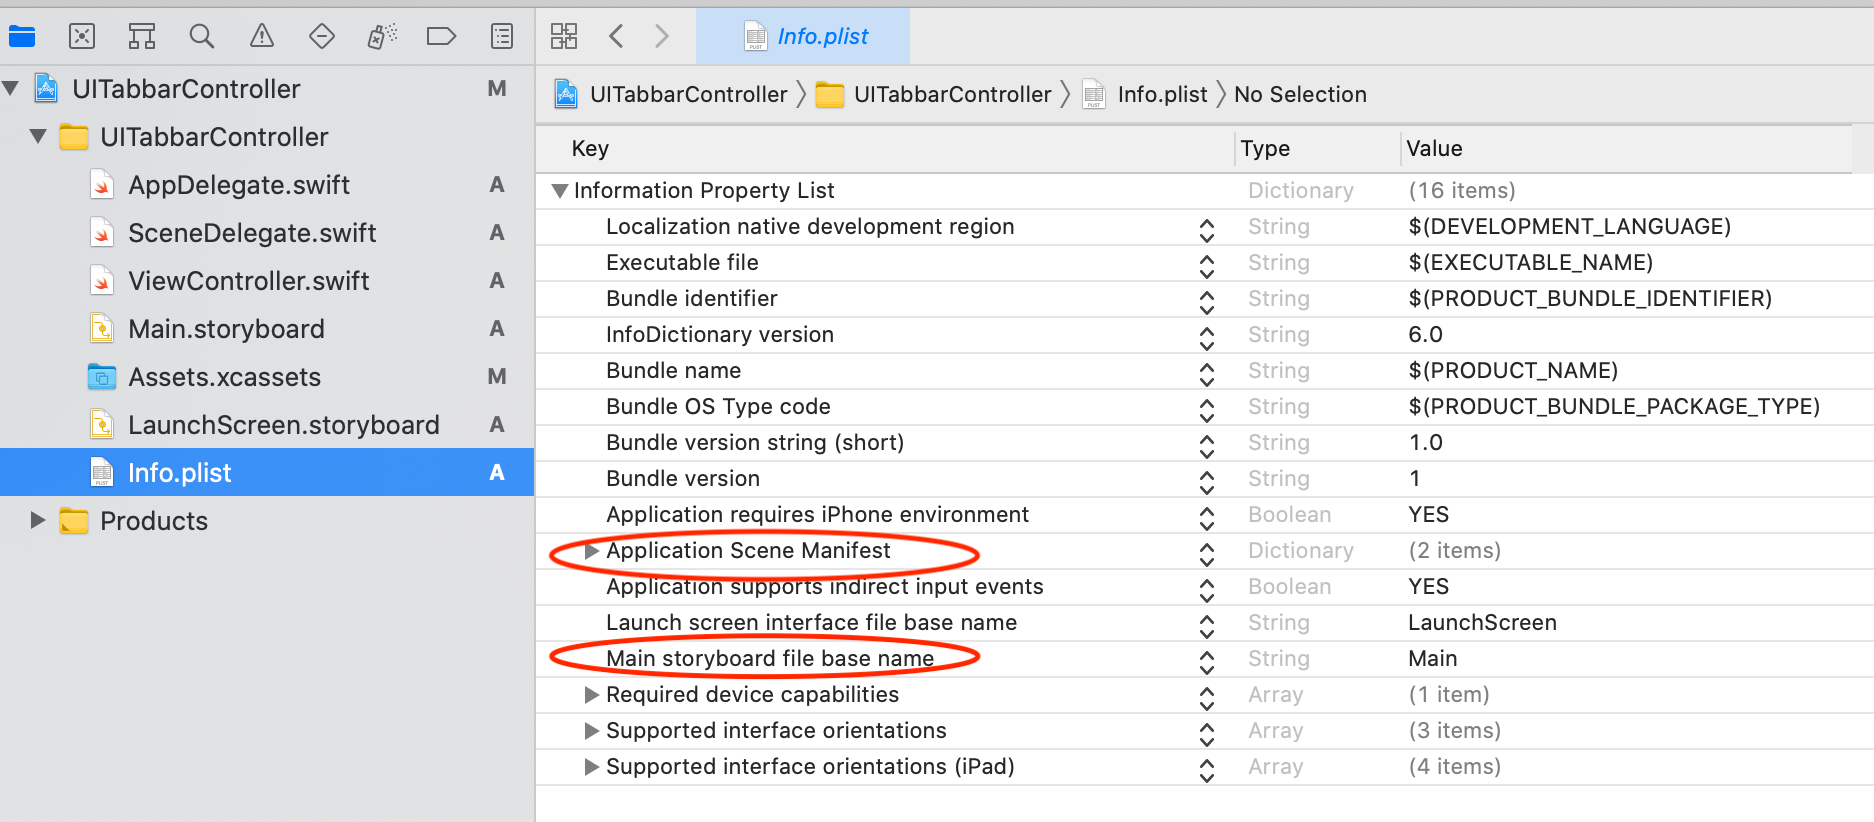 Info.plist
UITabbarController M
UITabbarController
AppDelegate.swift A
SceneDelegate.swift A
ViewController.swift A
Main.storyboard A
Assets.xcassets M
LaunchScreen.storyboard A
Info.plist A
Products
UITabbarController UITabbarController Info.plist No Selection
Key Type Value
Information Property List Dictionary (16 items)
Localization native development region String $(DEVELOPMENT_LANGUAGE)
Executable file String $(EXECUTABLE_NAME)
Bundle identifier String $(PRODUCT_BUNDLE_IDENTIFIER)
InfoDictionary version String 6.0
Bundle name String $(PRODUCT_NAME)
Bundle OS Type code String $(PRODUCT_BUNDLE_PACKAGE_TYPE)
Bundle version string (short) String 1.0
Bundle version String 1
Application requires iPhone environment Boolean YES
Application Scene Manifest Dictionary (2 items)
Application supports indirect input events Boolean YES
Launch screen interface file base name String LaunchScreen
Main storyboard file base name String Main
Required device capabilities Array (1 item)
Supported interface orientations Array (3 items)
Supported interface orientations (iPad) Array (4 items)